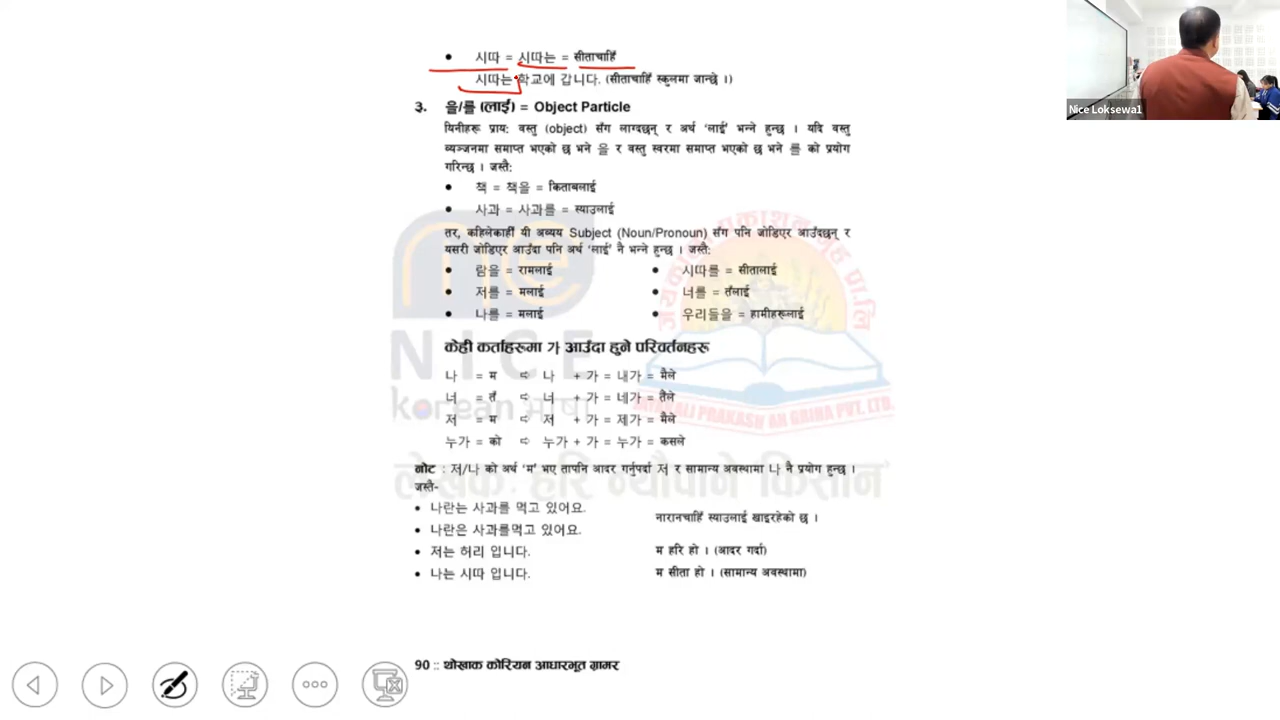 • 시따 = 시따는 = सीताचाहिँ
시따는 학교에 갑니다. (सीताचाहिँ स्कुलमा जान्छे ।)
Nice Loksewa1
३. 을/를 (लाई) = Object Particle
यिनीहरू प्राय: वस्तु (object) सँग लाग्दछन् र अर्थ 'लाई' भन्ने हुन्छ । यदि वस्तु
व्यञ्जनमा समाप्त भएको छ भने 을 र वस्तु स्वरमा समाप्त भएको छ भने 를 को प्रयोग
गरिन्छ । जस्तै:
• 책 = 책을 = किताबलाई
• 사과 = 사과를 = स्याउलाई
तर, कहिलेकाहीँ यी अव्यय Subject (Noun/Pronoun) सँग पनि जोडिएर आउँदछन् र
यसरी जोडिएर आउँदा पनि अर्थ 'लाई' नै भन्ने हुन्छ । जस्तै:
• 람을 = रामलाई • 시따를 = सीतालाई
• 저를 = मलाई • 너를 = तँलाई
• 나를 = मलाई • 우리들을 = हामीहरूलाई
केही कर्ताहरूमा 가 आउँदा हुने परिवर्तनहरू
나 = म ⇨ 나 + 가 = 내가 = मैले
너 = तँ ⇨ 너 + 가 = 네가 = तैंले
저 = म ⇨ 저 + 가 = 제가 = मैले
누가 = को ⇨ 누가 + 가 = 누가 = कसले
नोट : 저/나 को अर्थ 'म' भए तापनि आदर गर्नुपर्दा 저 र सामान्य अवस्थामा 나 नै प्रयोग हुन्छ ।
जस्तै-
• 나란는 사과를 먹고 있어요.
नारानचाहिँ स्याउलाई खाइरहेको छ ।
• 나란은 사과를먹고 있어요.
• 저는 허리 입니다. म हरि हो । (आदर गर्दा)
• 나는 시따 입니다. म सीता हो । (सामान्य अवस्थामा)
NICE
korean भाषा
लेखक: हरि न्यौपाने किसान
90 :: थोखाक कोरियन आधारभूत ग्रामर